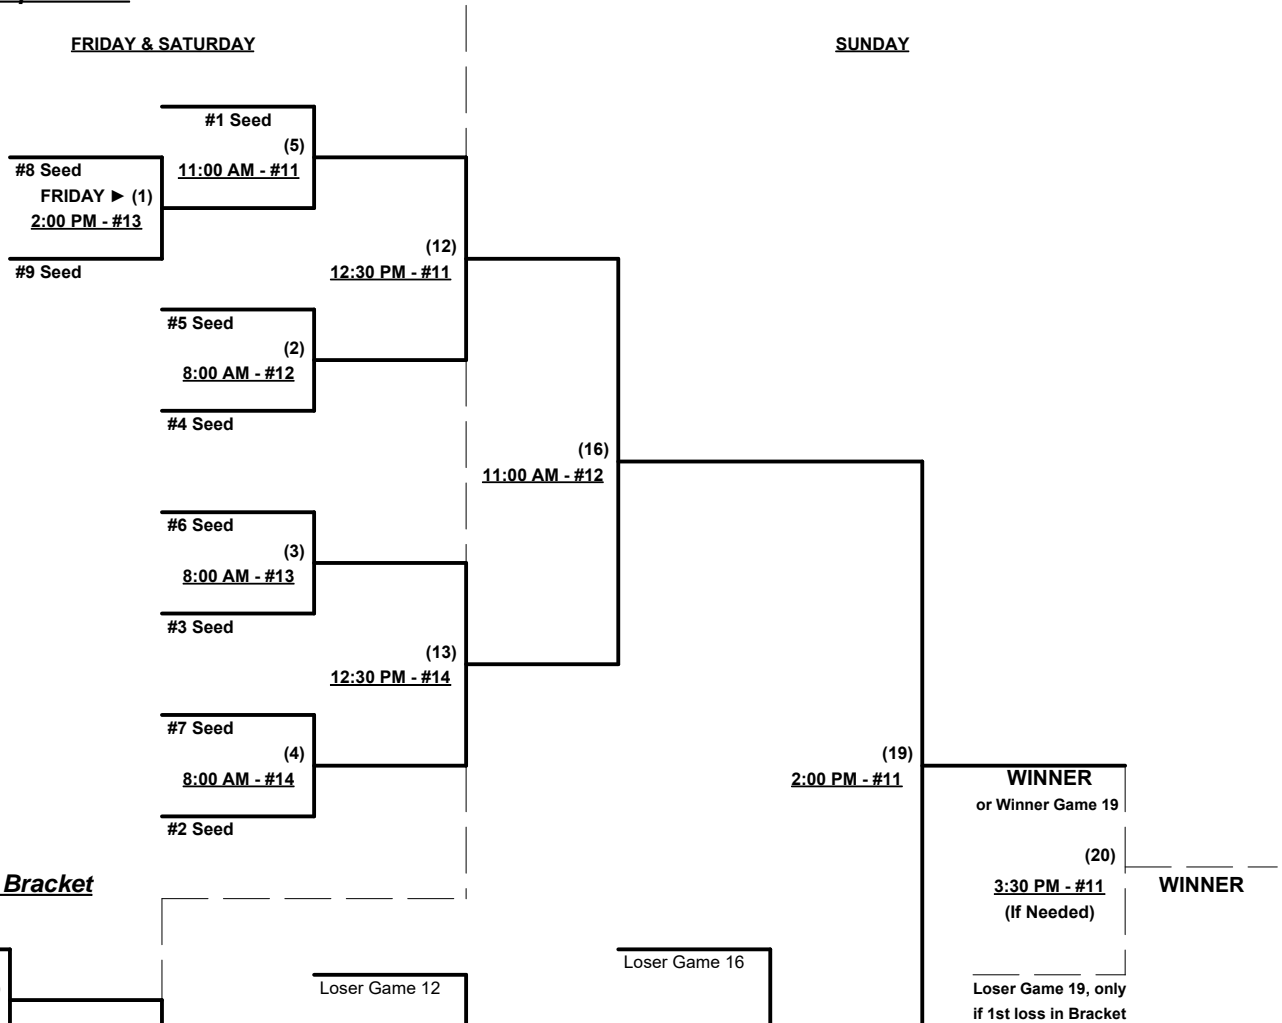 FRIDAY & SATURDAY
SUNDAY
#1 Seed
(5)
11:00 AM - #11
#8 Seed
FRIDAY ► (1)
2:00 PM - #13
#9 Seed
(12)
12:30 PM - #11
#5 Seed
(2)
8:00 AM - #12
#4 Seed
(16)
11:00 AM - #12
#6 Seed
(3)
8:00 AM - #13
#3 Seed
(13)
12:30 PM - #14
#7 Seed
(4)
8:00 AM - #14
#2 Seed
(19)
2:00 PM - #11
WINNER
or Winner Game 19
(20)
3:30 PM - #11
(If Needed)
WINNER
Bracket
Loser Game 16
Loser Game 12
Loser Game 19, only
if 1st loss in Bracket